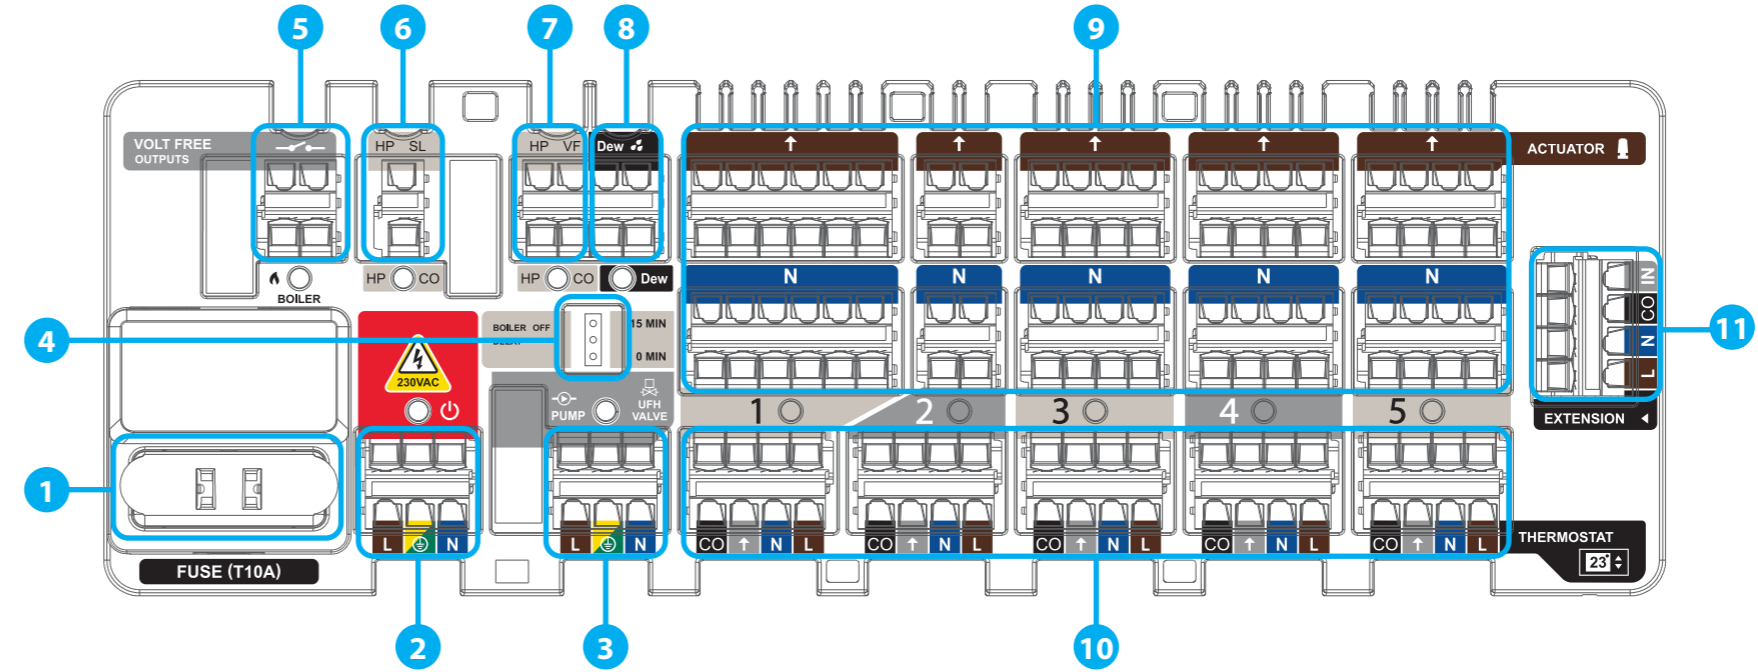 5 6 7 8 9
VOLT FREE
OUTPUTS
HP SL
HP VF
Dew
ACTUATOR
BOILER
HP CO
HP CO
Dew
N N N N N
IN
CO
N
L
EXTENSION
11
4
BOILER OFF
15 MIN
0 MIN
230VAC
PUMP
UFH
VALVE
1 2 3 4 5
1
L N
L N
CO N L
CO N L
CO N L
CO N L
CO N L
FUSE (T10A)
THERMOSTAT
23°
2 3 10